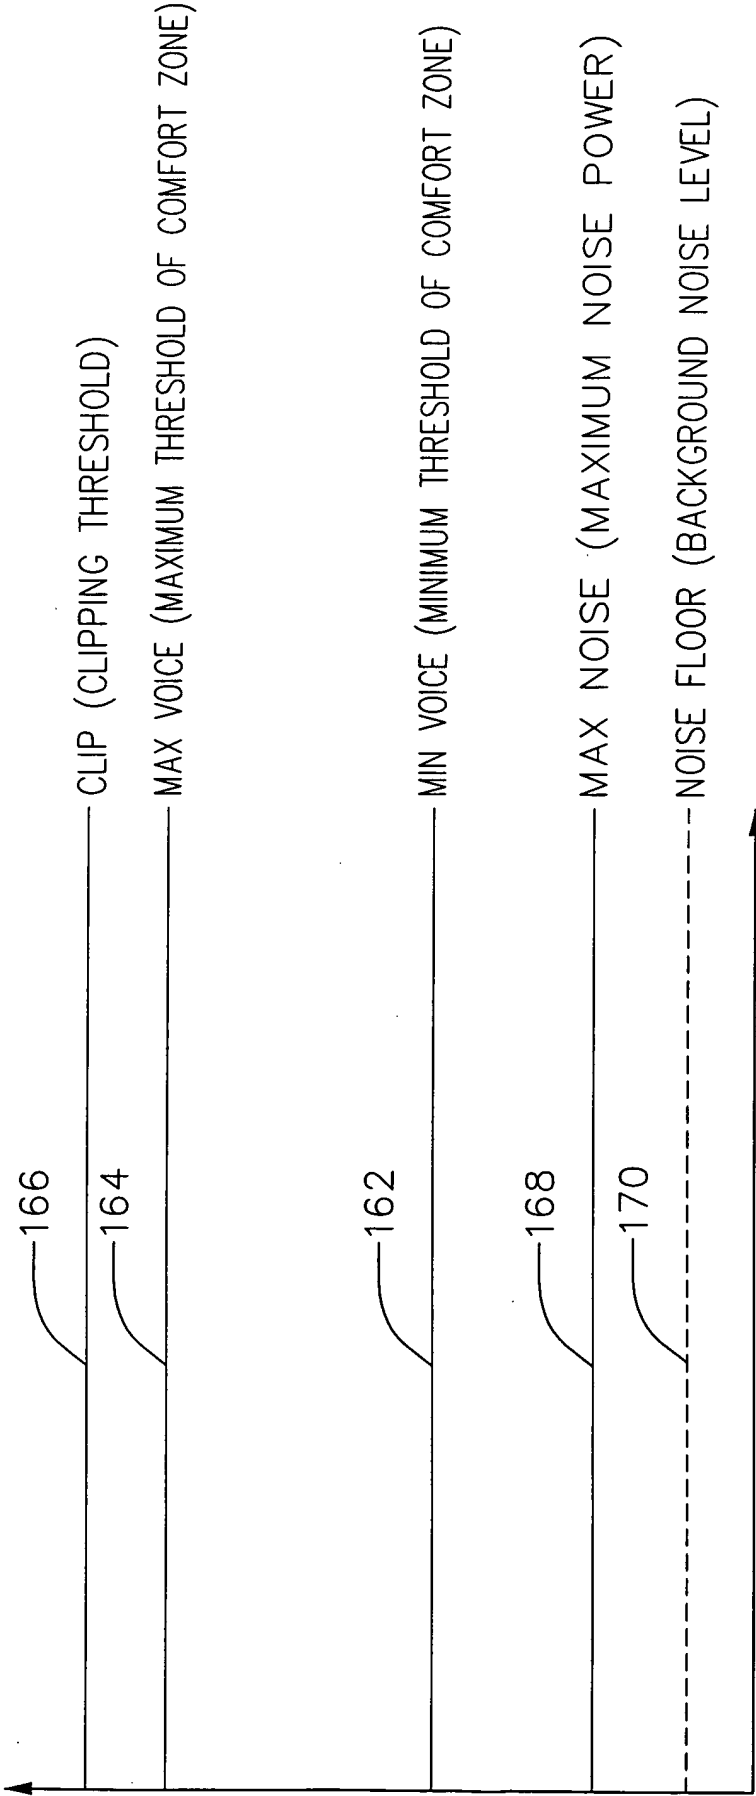 166
CLIP (CLIPPING THRESHOLD)
164
MAX VOICE (MAXIMUM THRESHOLD OF COMFORT ZONE)
162
MIN VOICE (MINIMUM THRESHOLD OF COMFORT ZONE)
168
MAX NOISE (MAXIMUM NOISE POWER)
170
NOISE FLOOR (BACKGROUND NOISE LEVEL)